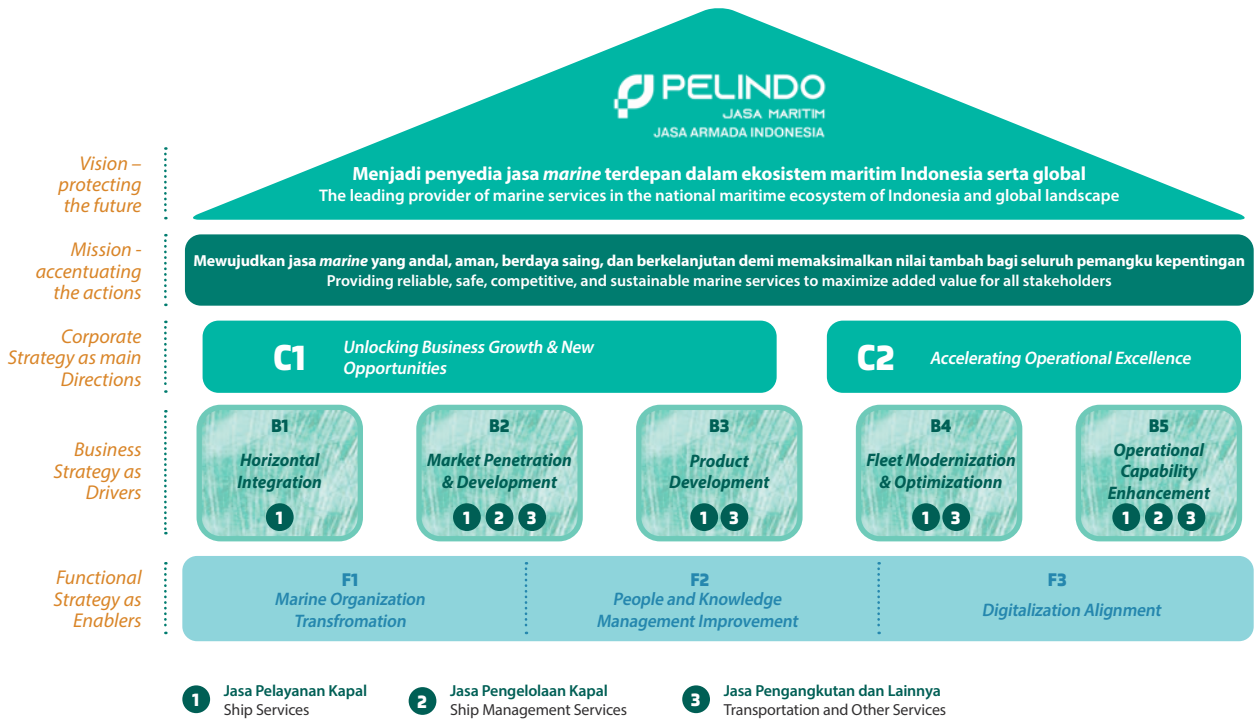 PELINDO
JASA MARITIM
JASA ARMADA INDONESIA
Vision –
protecting
the future
Menjadi penyedia jasa marine terdepan dalam ekosistem maritim Indonesia serta global
The leading provider of marine services in the national maritime ecosystem of Indonesia and global landscape
Mission -
accentuating
the actions
Mewujudkan jasa marine yang andal, aman, berdaya saing, dan berkelanjutan demi memaksimalkan nilai tambah bagi seluruh pemangku kepentingan
Providing reliable, safe, competitive, and sustainable marine services to maximize added value for all stakeholders
Corporate
Strategy as main
Directions
C1
Unlocking Business Growth & New
Opportunities
C2
Accelerating Operational Excellence
Business
Strategy as
Drivers
B1
Horizontal
Integration
1
B2
Market Penetration
& Development
1 2 3
B3
Product
Development
1 3
B4
Fleet Modernization
& Optimizationn
1 3
B5
Operational
Capability
Enhancement
1 2 3
Functional
Strategy as
Enablers
F1
Marine Organization
Transfromation
F2
People and Knowledge
Management Improvement
F3
Digitalization Alignment
1
Jasa Pelayanan Kapal
Ship Services
2
Jasa Pengelolaan Kapal
Ship Management Services
3
Jasa Pengangkutan dan Lainnya
Transportation and Other Services